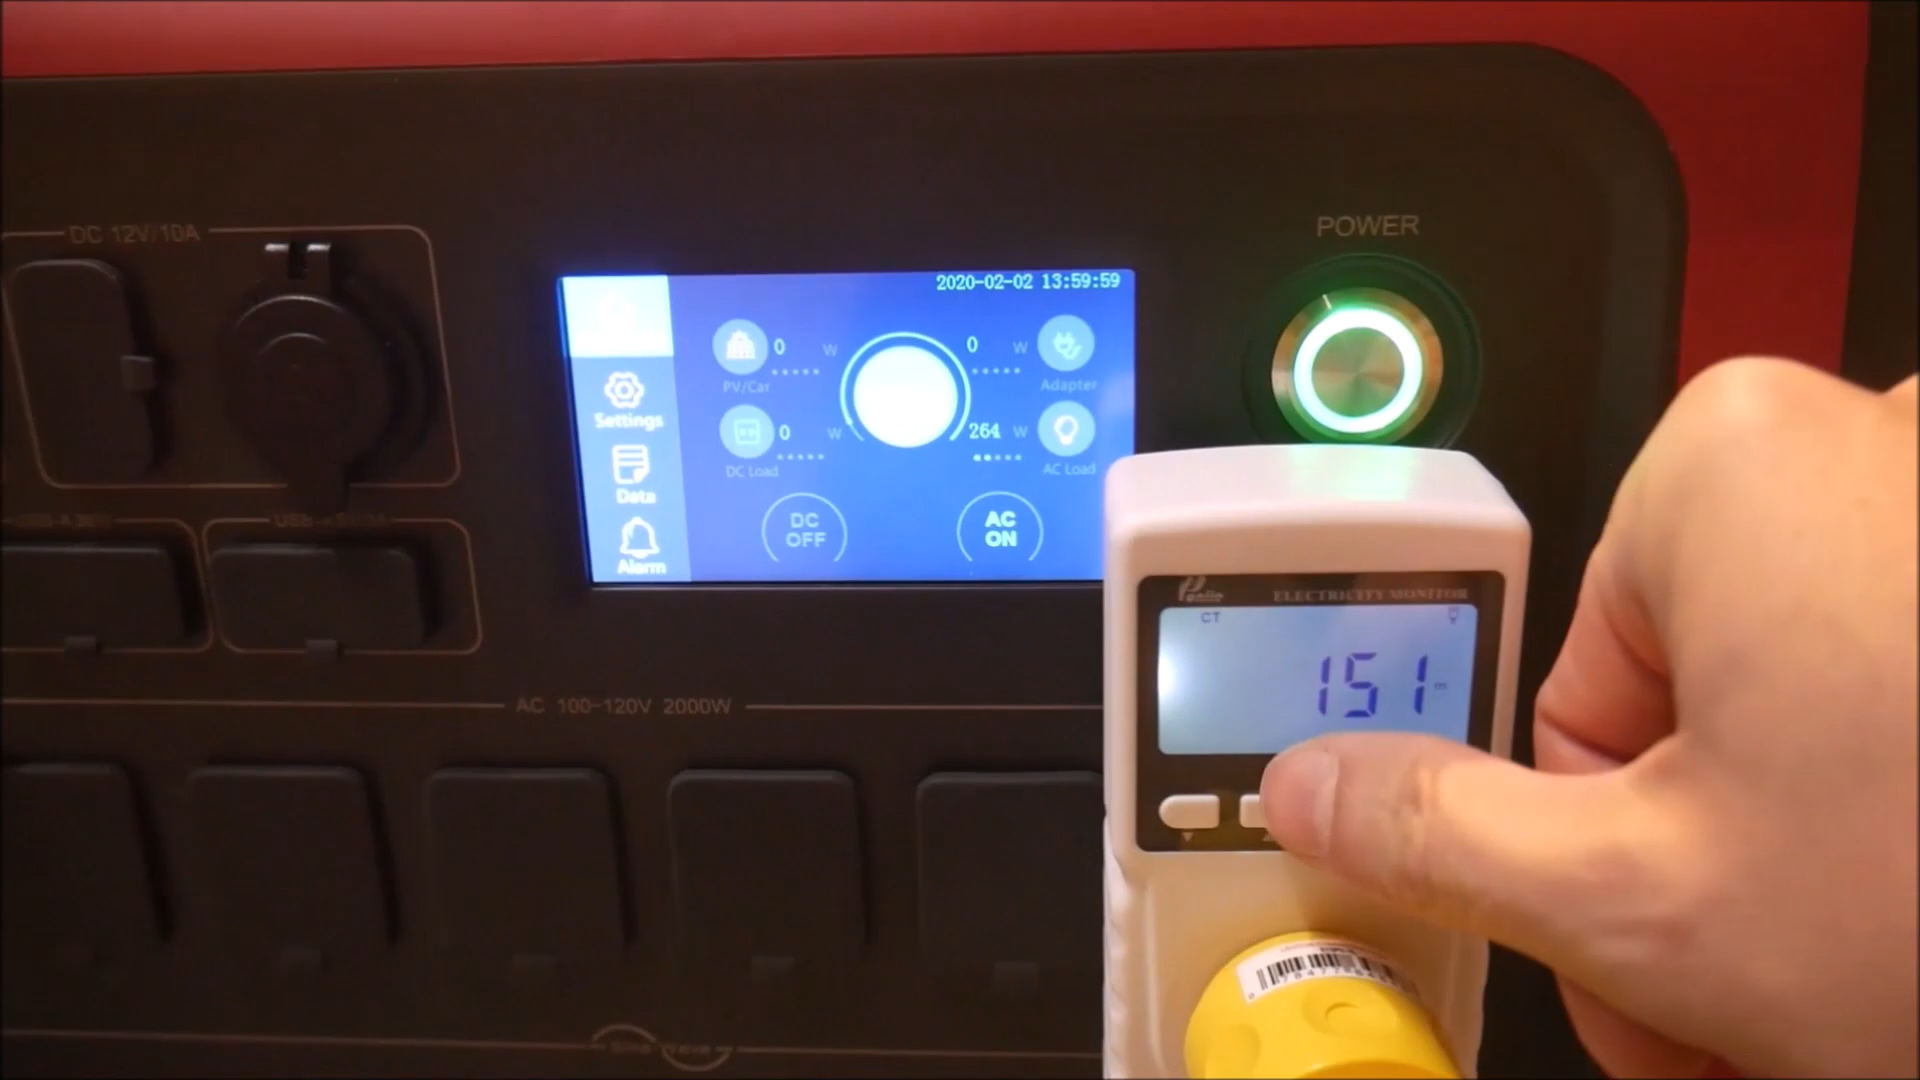 POWER
DC 12V/10A
2020-02-02 13:59:59
0 W
PV/Car
0 W
Adapter
Settings
0 W
DC Load
264 W
AC Load
Data
DC
OFF
AC
ON
Alarm
ELECTRICITY MONITOR
CT
151
AC 100-120V 2000W